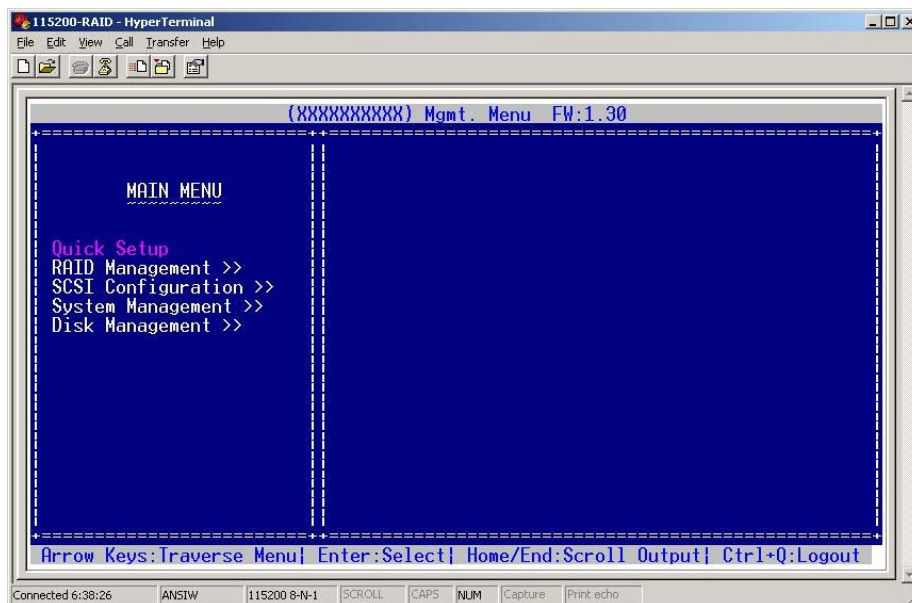 115200-RAID - HyperTerminal
File Edit View Call Transfer Help
(XXXXXXXXXX) Mgmt. Menu FW:1.30
MAIN MENU
Quick Setup
RAID Management >>
SCSI Configuration >>
System Management >>
Disk Management >>
Arrow Keys:Traverse Menu| Enter:Select| Home/End:Scroll Output| Ctrl+Q:Logout
Connected 6:38:26 ANSIW 115200 8-N-1 SCROLL CAPS NUM Capture Print echo